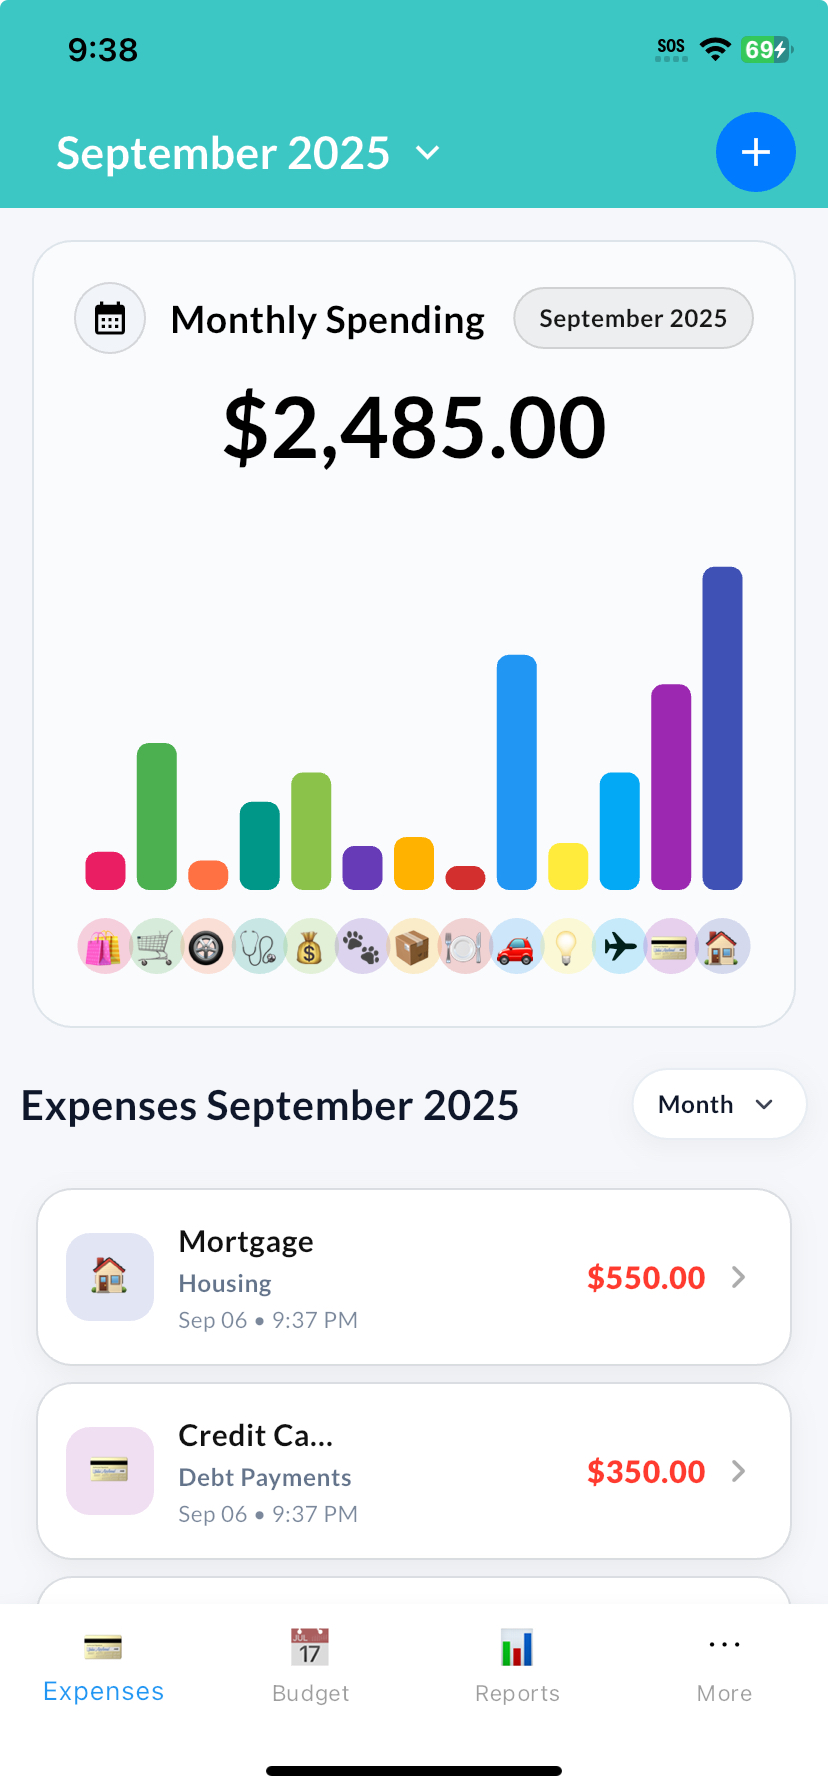 9:38
SOS
69
September 2025
Monthly Spending
September 2025
$2,485.00
Expenses September 2025
Month
Mortgage
Housing
Sep 06 • 9:37 PM
$550.00
Credit Ca...
Debt Payments
Sep 06 • 9:37 PM
$350.00
JUL
17
Expenses
Budget
Reports
More